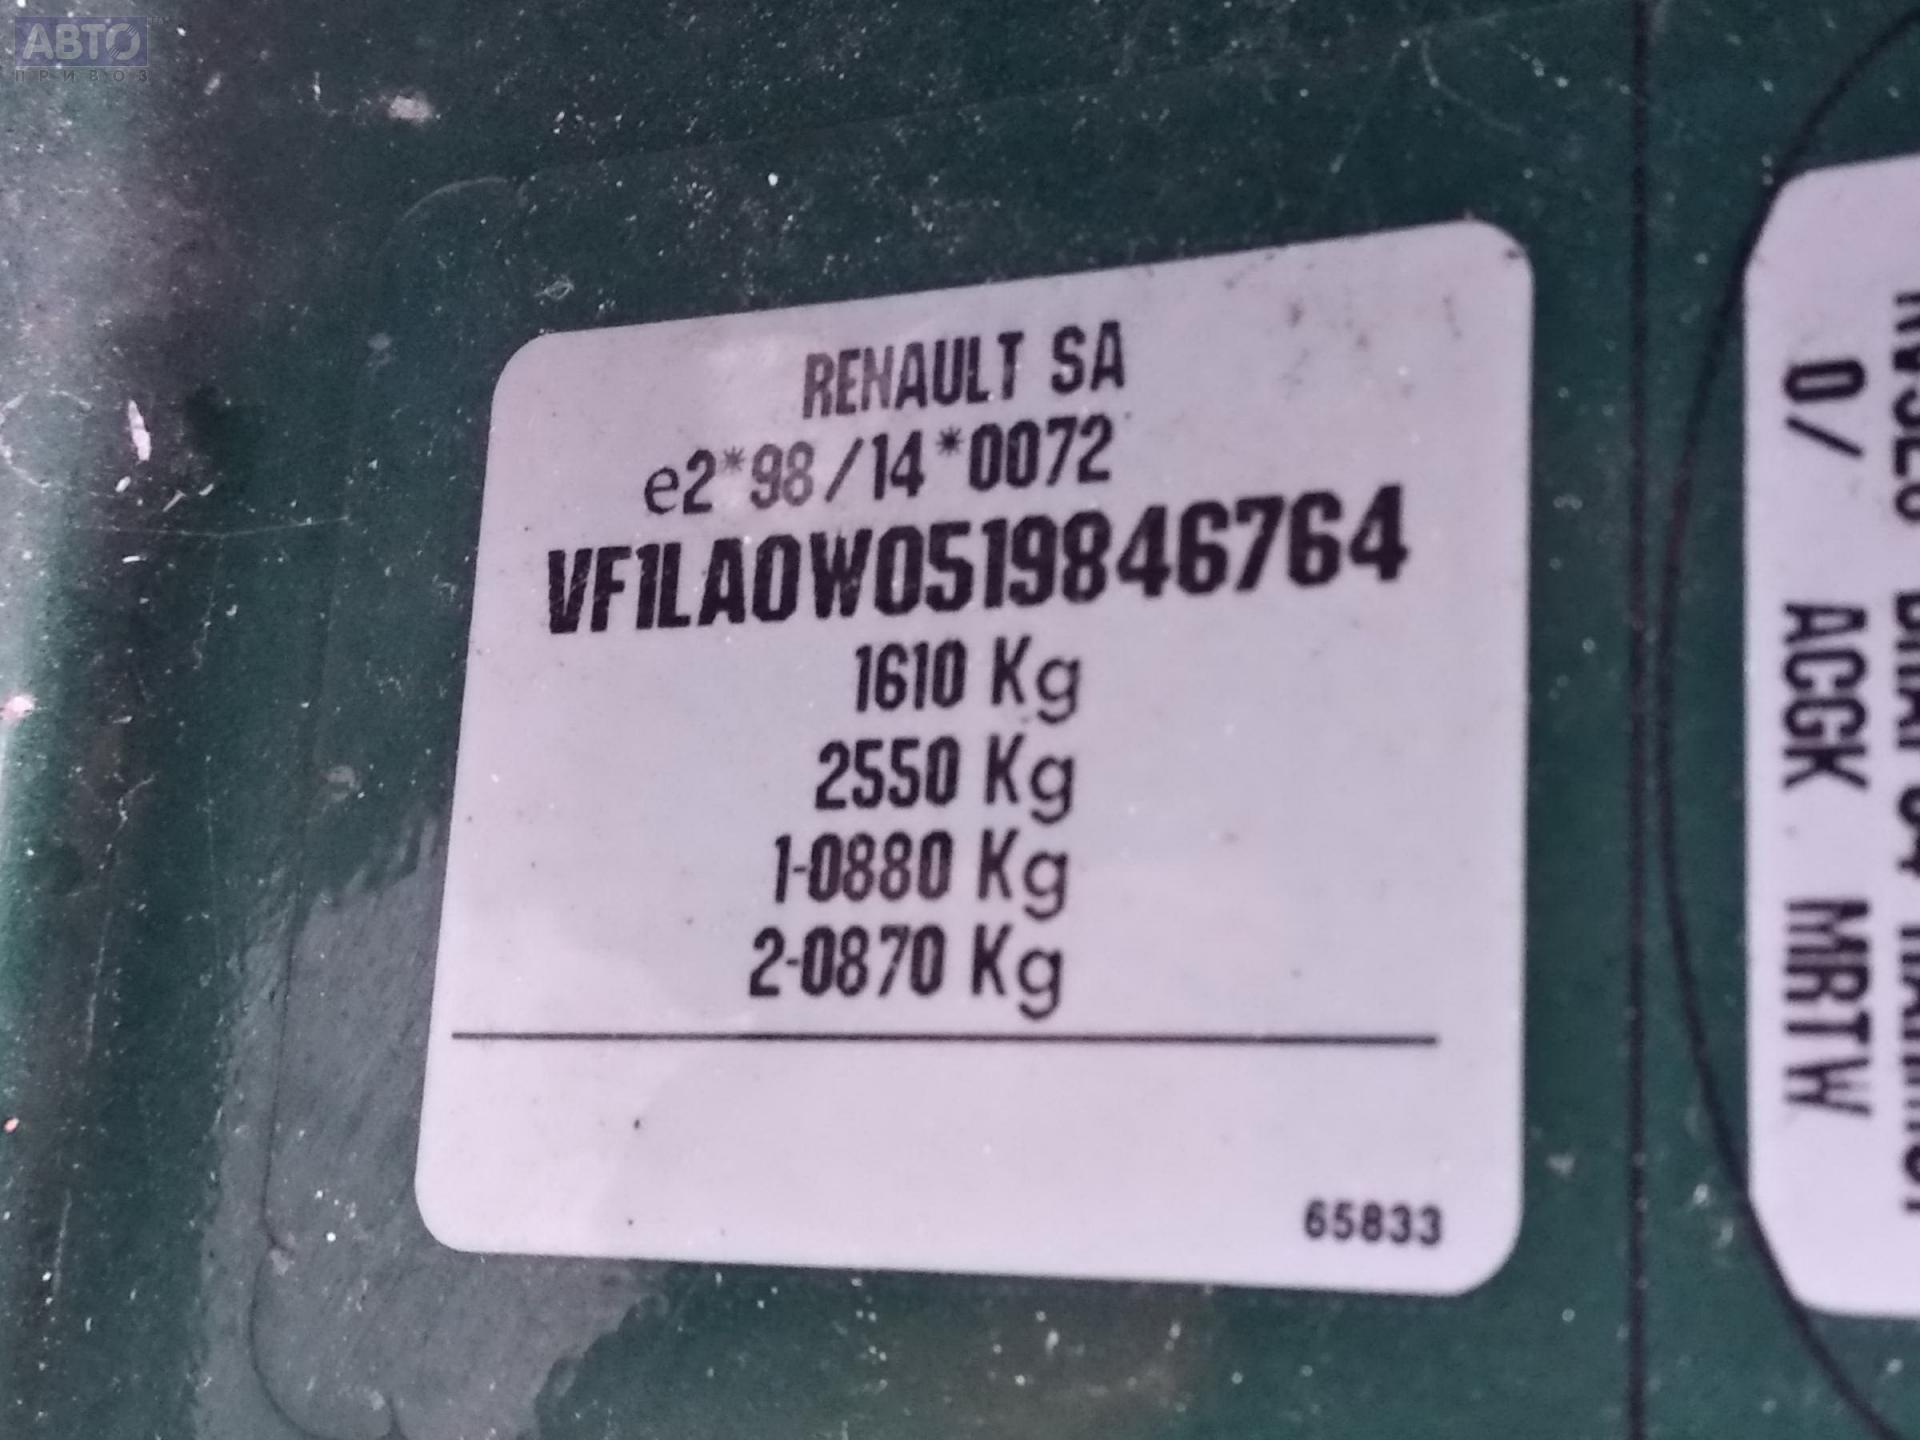 АВТО
ПРИВОЗ
RENAULT SA
e2*98/14*0072
VF1LA0W0519846764
1610 Kg
2550 Kg
1-0880 Kg
2-0870 Kg
65833
0/ ACGK MRTW